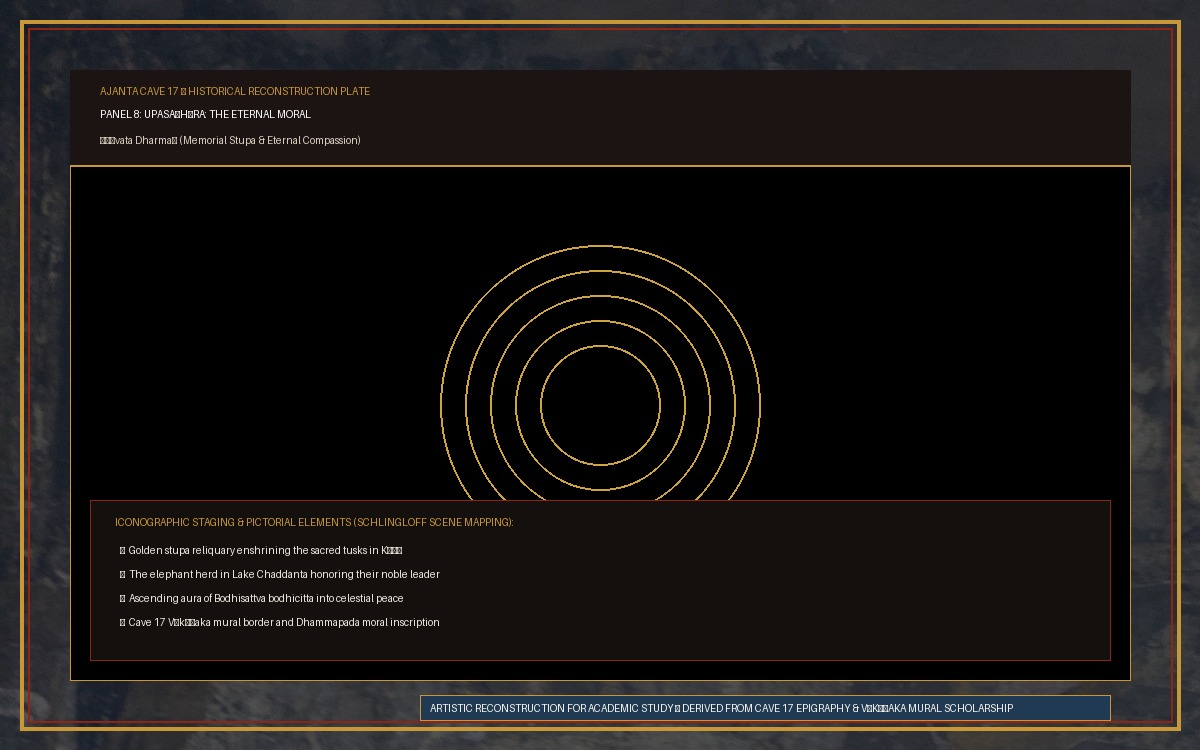 AJANTA CAVE 17 ▯ HISTORICAL RECONSTRUCTION PLATE
PANEL 8: UPASA▯H▯RA: THE ETERNAL MORAL
▯▯▯vata Dharma▯ (Memorial Stupa & Eternal Compassion)
ICONOGRAPHIC STAGING & PICTORIAL ELEMENTS (SCHLINGLOFF SCENE MAPPING):
▯ Golden stupa reliquary enshrining the sacred tusks in K▯▯▯
▯ The elephant herd in Lake Chaddanta honoring their noble leader
▯ Ascending aura of Bodhisattva bodhicitta into celestial peace
▯ Cave 17 V▯k▯▯aka mural border and Dhammapada moral inscription
ARTISTIC RECONSTRUCTION FOR ACADEMIC STUDY ▯ DERIVED FROM CAVE 17 EPIGRAPHY & V▯K▯▯AKA MURAL SCHOLARSHIP